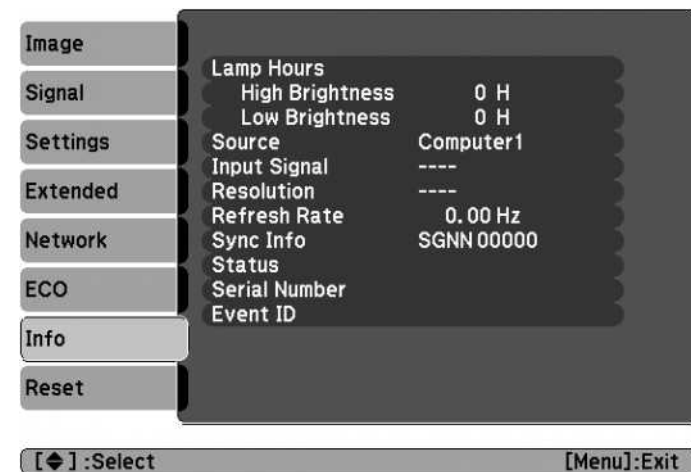 Image
Signal
Settings
Extended
Network
ECO
Info
Reset
Lamp Hours
High Brightness 0 H
Low Brightness 0 H
Source Computer1
Input Signal ----
Resolution ----
Refresh Rate 0.00 Hz
Sync Info SGNN 00000
Status
Serial Number
Event ID
[◆] :Select [Menu]:Exit